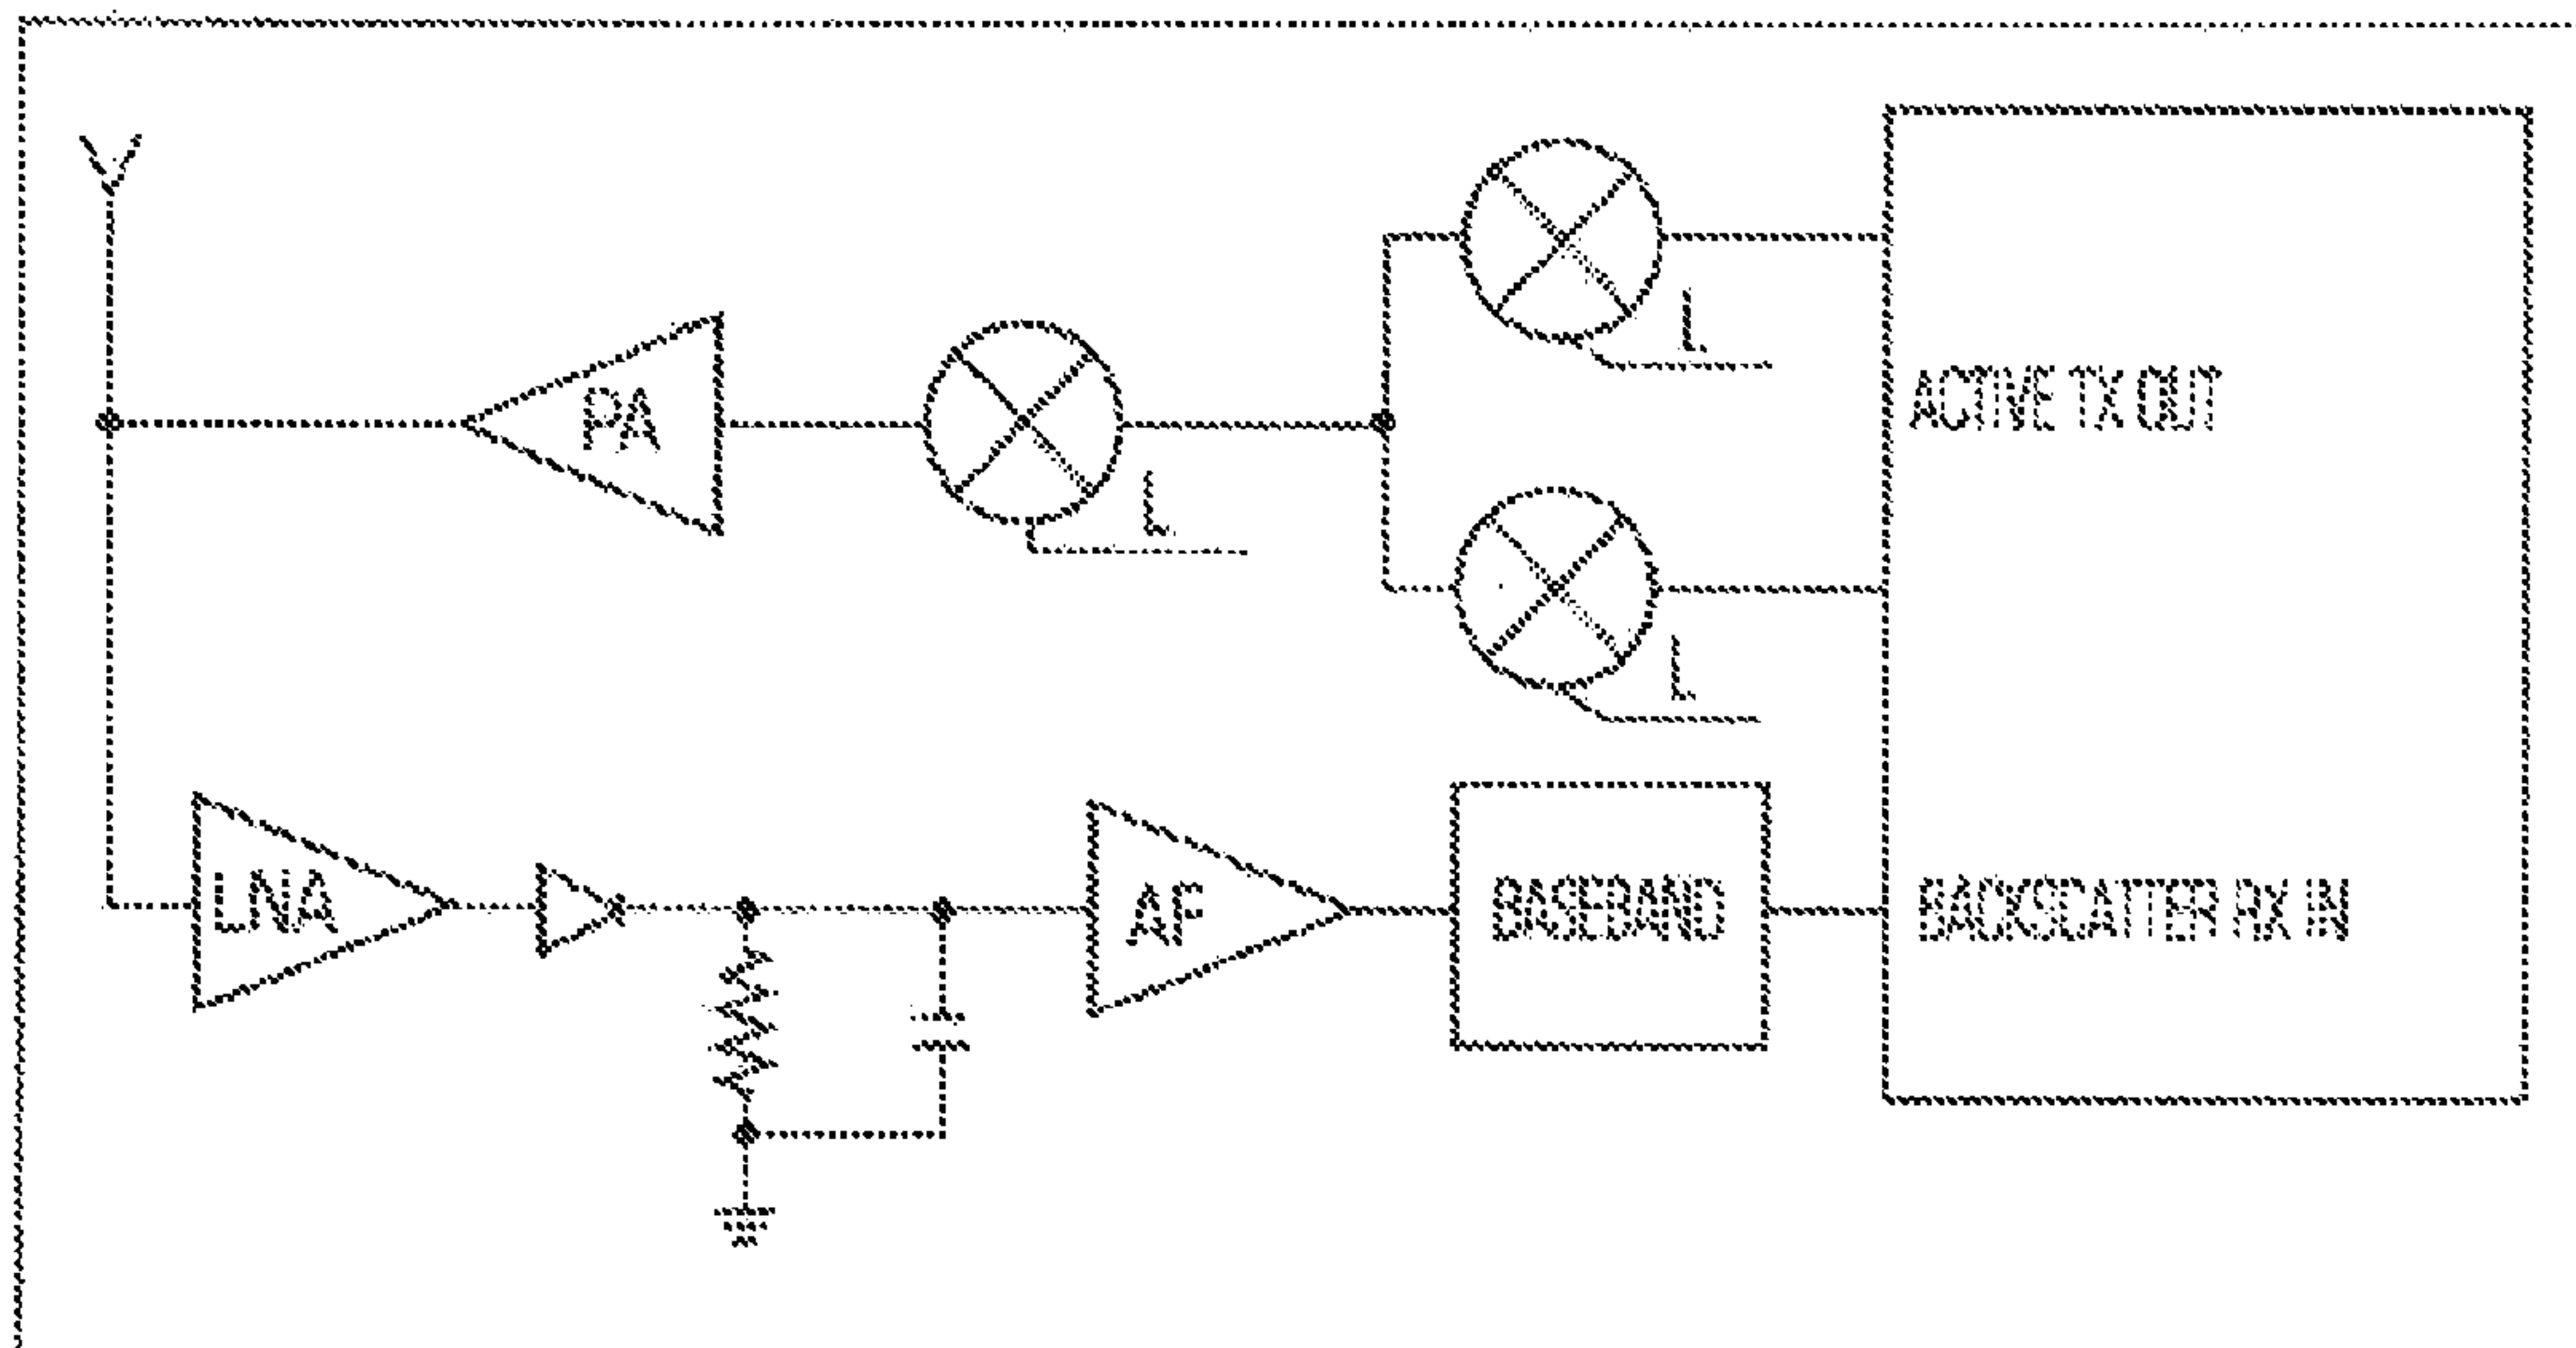 L
PA
ACTIVE TX OUT
L
L
LNA
AF
BASEBAND
BACKSCATTER RX IN